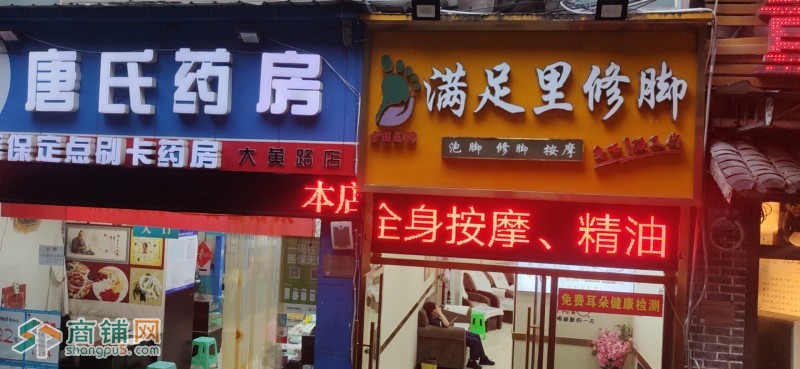 唐氏药房
保定点刷卡药房 大黄路店
本店
满足里修脚
泡脚 修脚 按摩
全身按摩、精油
免费耳朵健康检测
商铺网
shangpu5.com